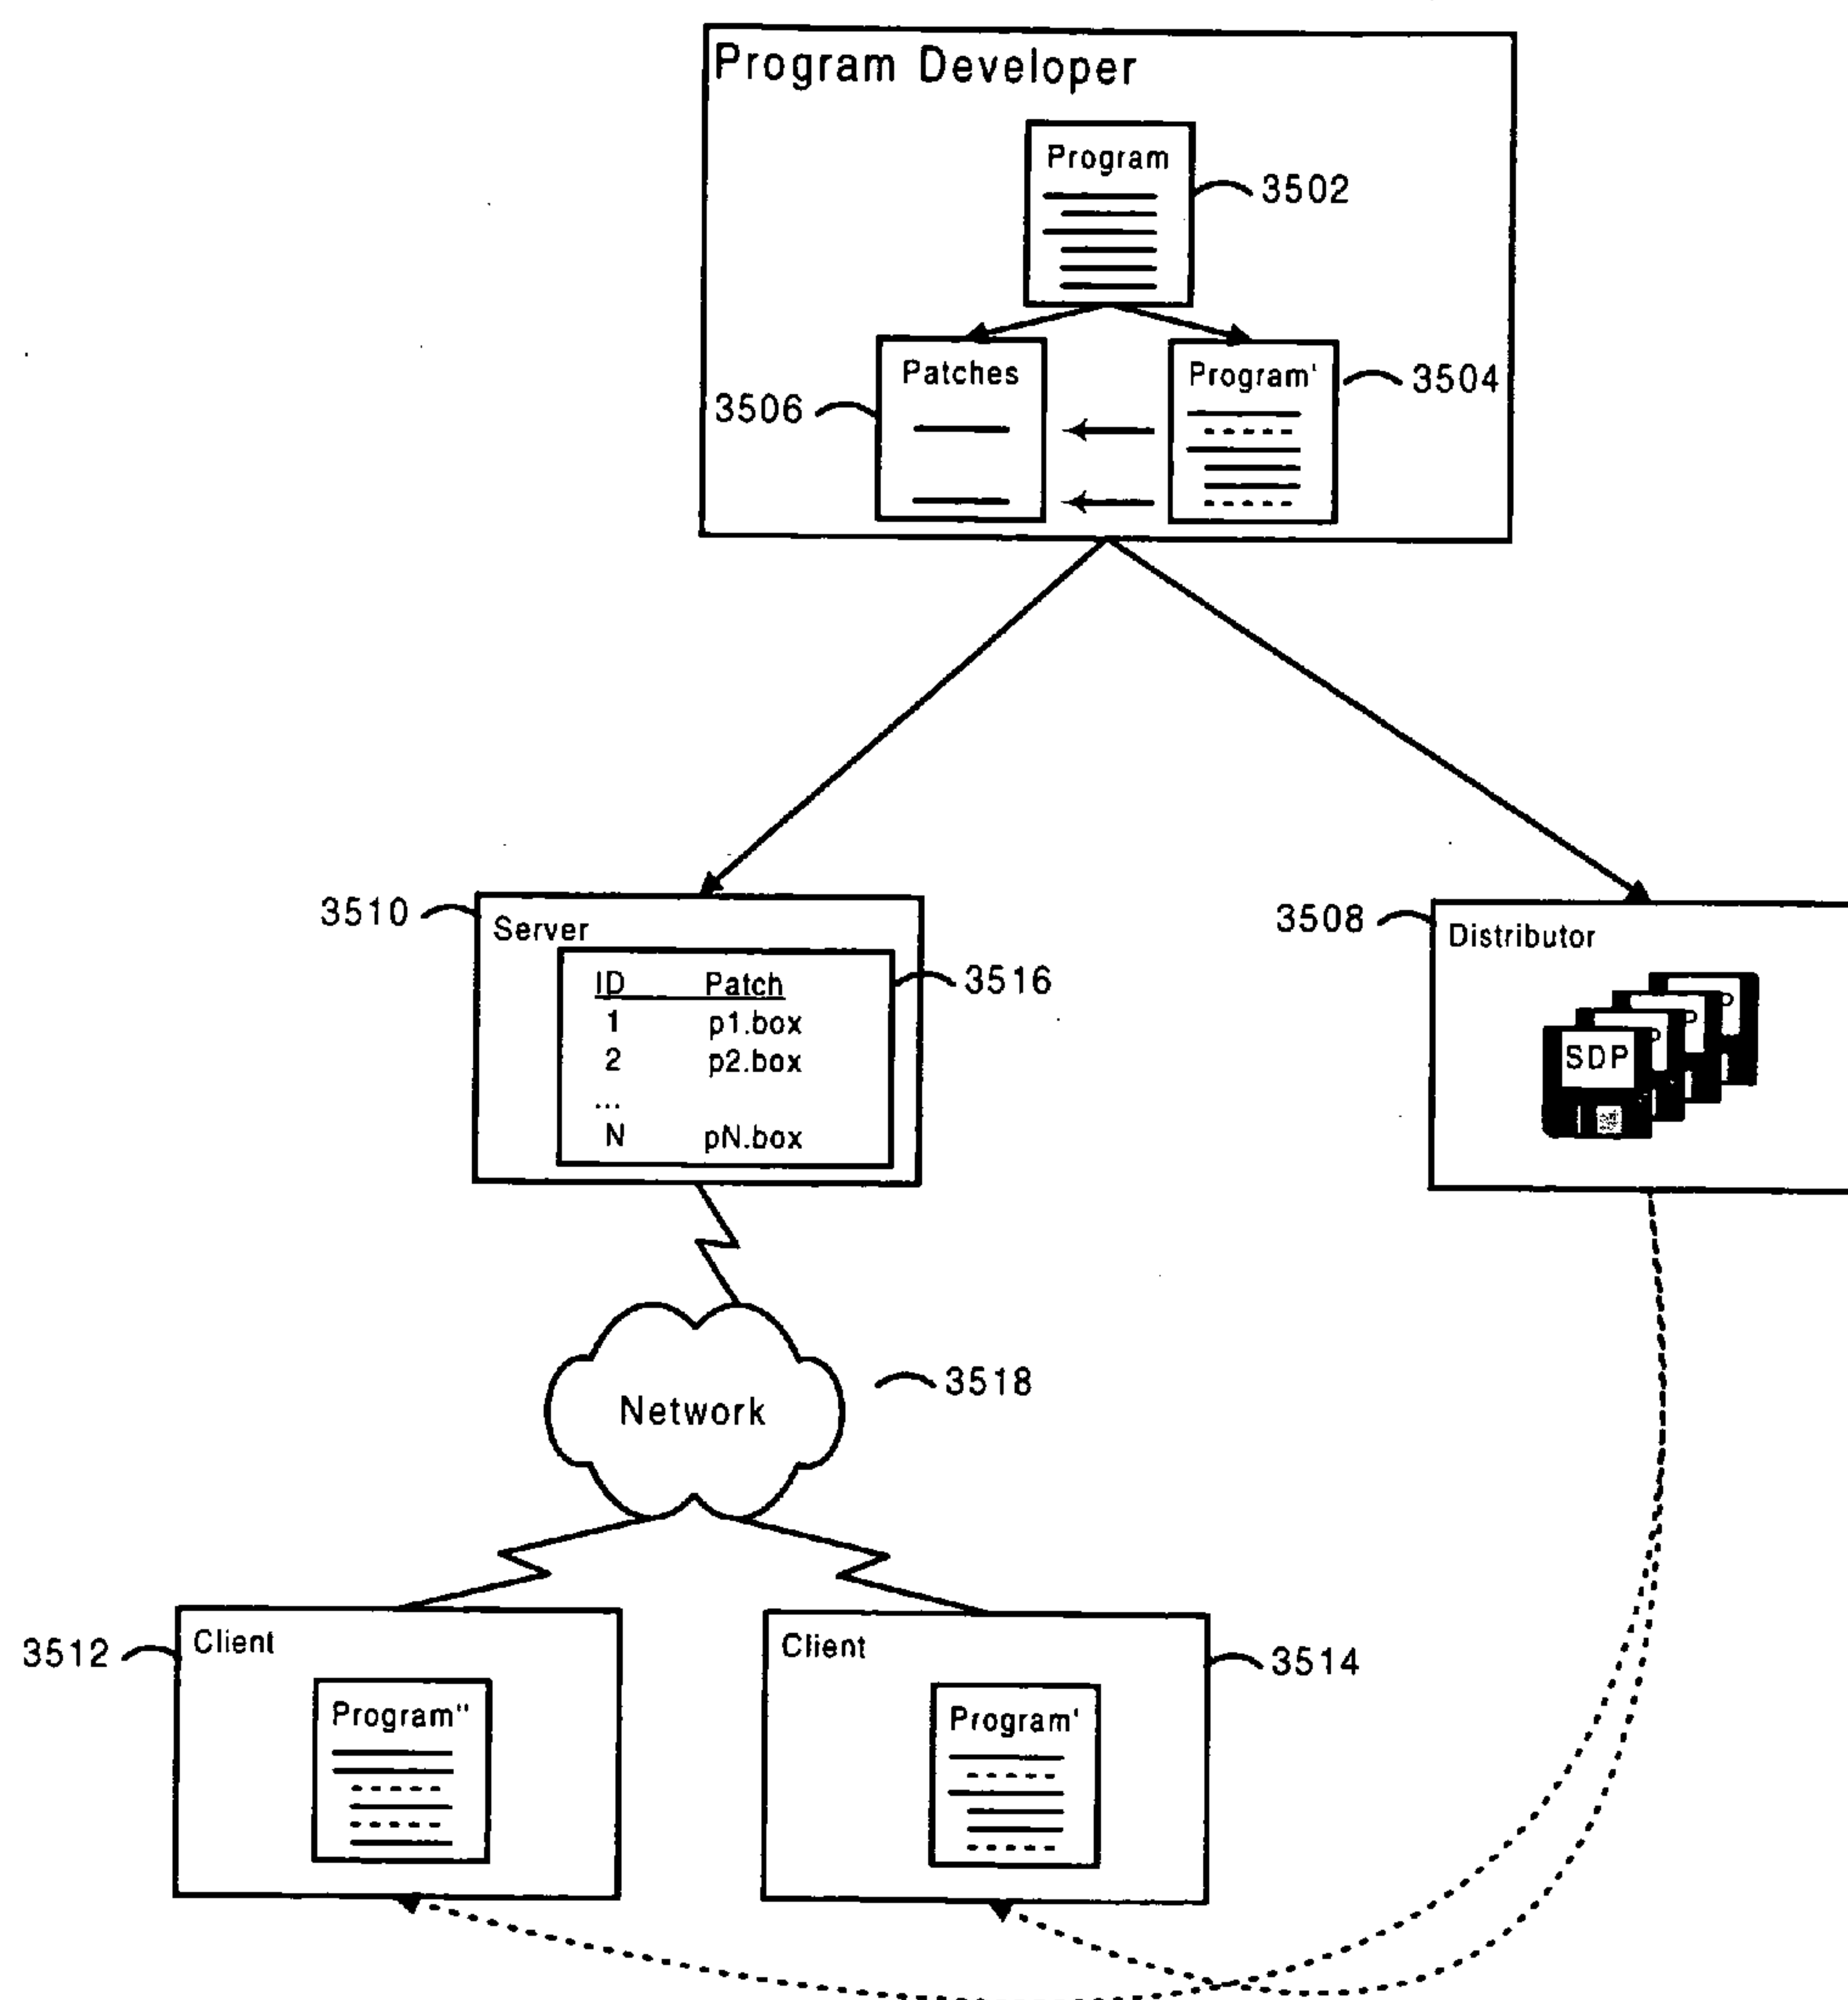 Program Developer
Program
3502
Patches
Program'
3504
3506
3510
Server
3508
Distributor
ID Patch
3516
1 p1.box
2 p2.box
...
N pN.box
SDP
P
P
P
3518
Network
3512
Client
Client
3514
Program"
Program'